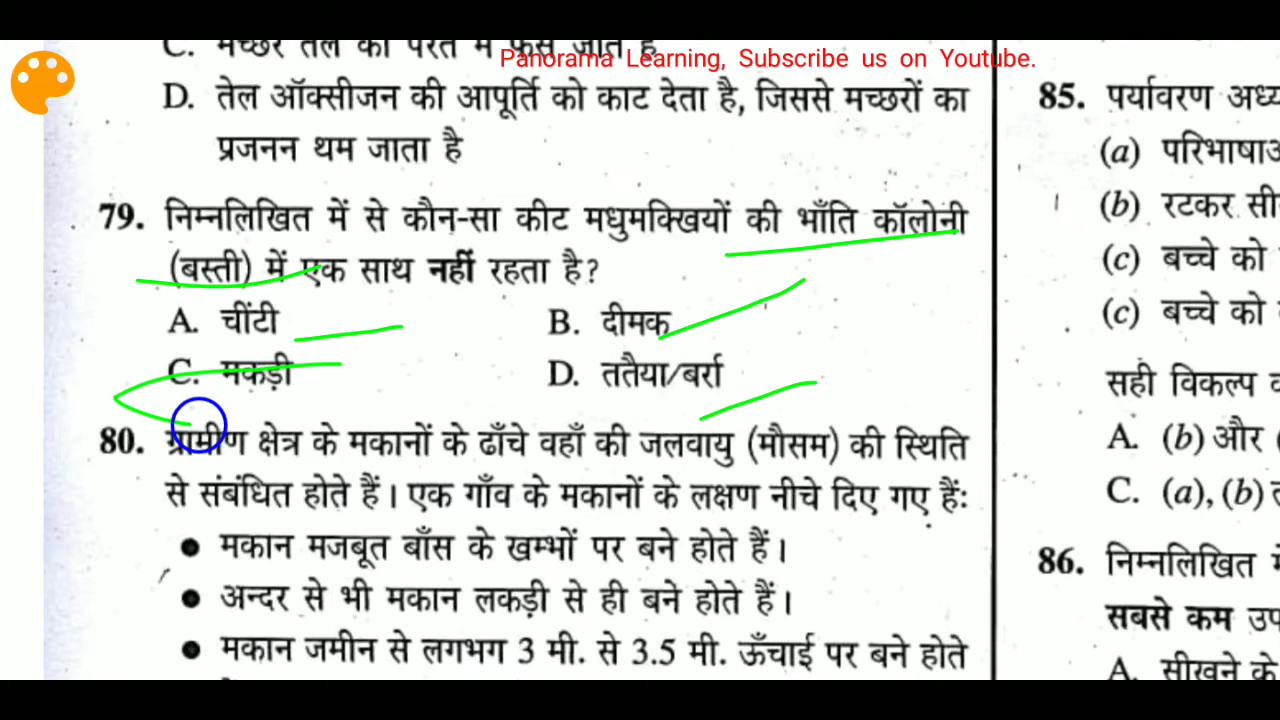 Panorama Learning, Subscribe us on Youtube.
C. मच्छर तेल की परत में फँस जाते हैं
D. तेल ऑक्सीजन की आपूर्ति को काट देता है, जिससे मच्छरों का
प्रजनन थम जाता है
79. निम्नलिखित में से कौन-सा कीट मधुमक्खियों की भाँति कॉलोनी
(बस्ती) में एक साथ नहीं रहता है?
A. चींटी B. दीमक
C. मकड़ी D. ततैया/बर्रा
80. ग्रामीण क्षेत्र के मकानों के ढाँचे वहाँ की जलवायु (मौसम) की स्थिति
से संबंधित होते हैं। एक गाँव के मकानों के लक्षण नीचे दिए गए हैंः
● मकान मजबूत बाँस के खम्भों पर बने होते हैं।
● अन्दर से भी मकान लकड़ी से ही बने होते हैं।
● मकान जमीन से लगभग 3 मी. से 3.5 मी. ऊँचाई पर बने होते
85. पर्यावरण
(a)
(b) रटकर
(c) बच्चे को
(c) बच्चे को
सही विकल्प
A. (b) और
C. (a), (b)
86. निम्नलिखित
सबसे कम
A. सीखने के